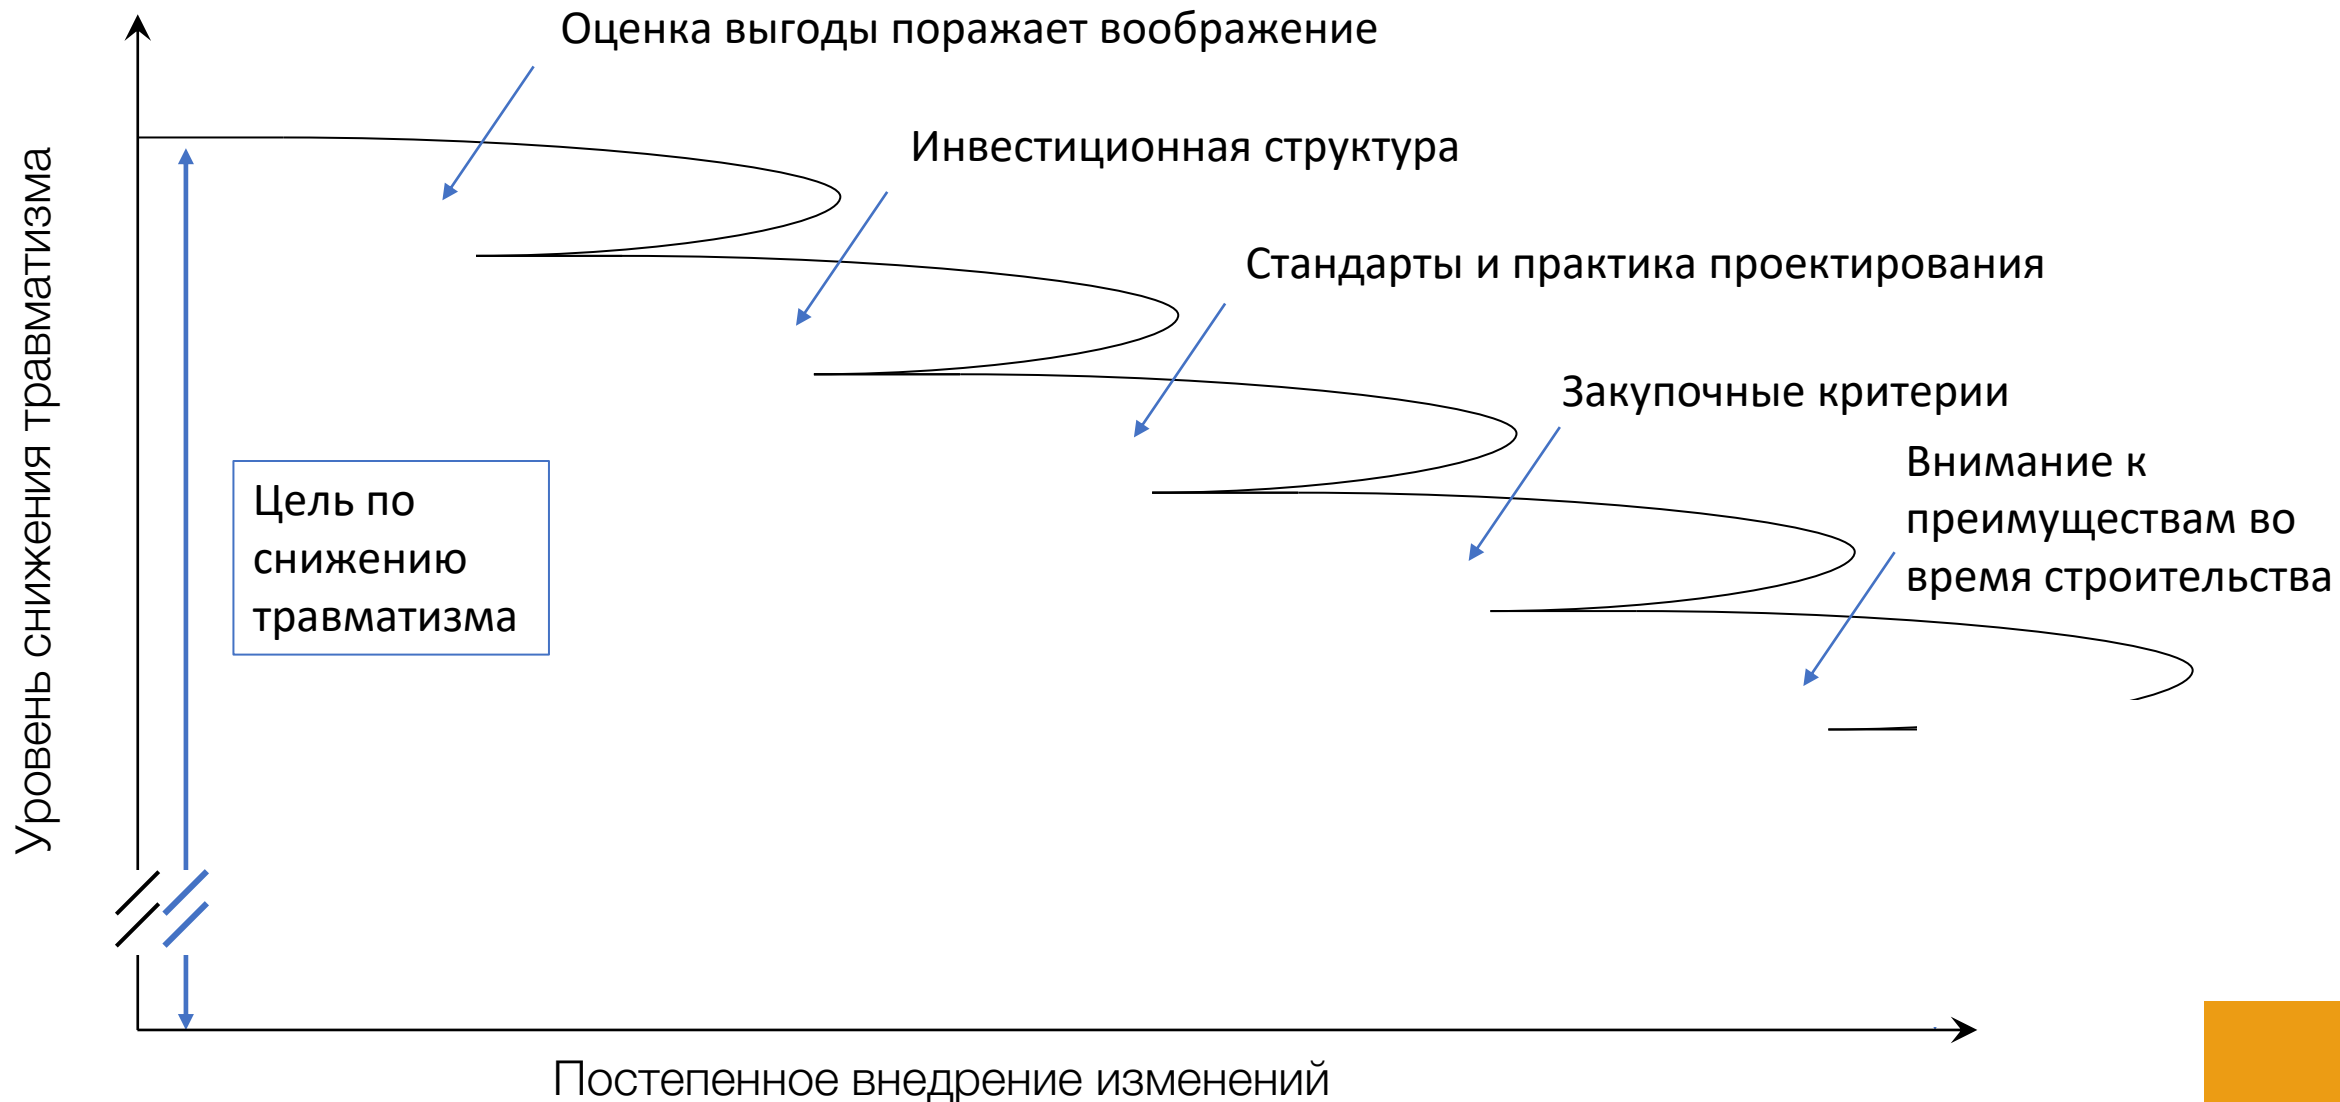 Оценка выгоды поражает воображение
Инвестиционная структура
Стандарты и практика проектирования
Закупочные критерии
Внимание к
преимуществам во
время строительства
Цель по
снижению
травматизма
Уровень снижения травматизма
Постепенное внедрение изменений